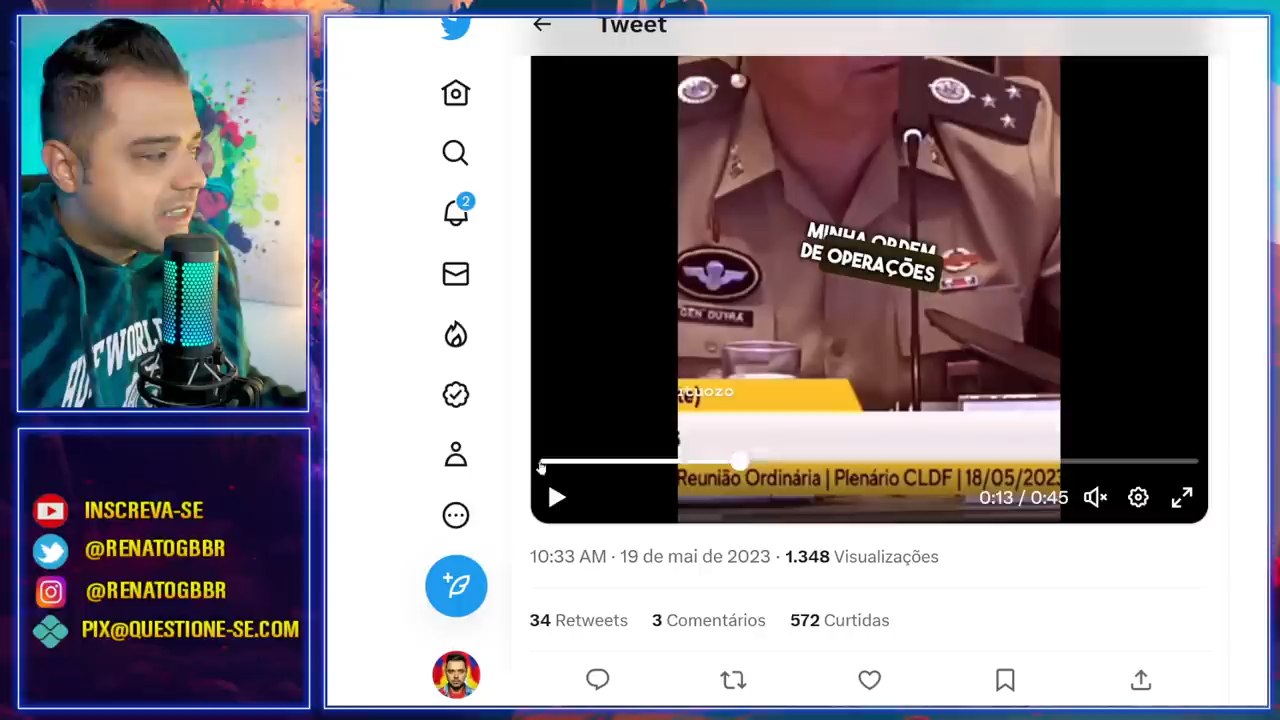 Tweet
2
MINHA ORDEM
DE OPERAÇÕES
GEN DUTRA
Reunião Ordinária | Plenário CLDF | 18/05/2023
0:13 / 0:45
10:33 AM · 19 de mai de 2023 · 1.348 Visualizações
34 Retweets 3 Comentários 572 Curtidas
INSCREVA-SE
@RENATOGBBR
@RENATOGBBR
PIX@QUESTIONE-SE.COM